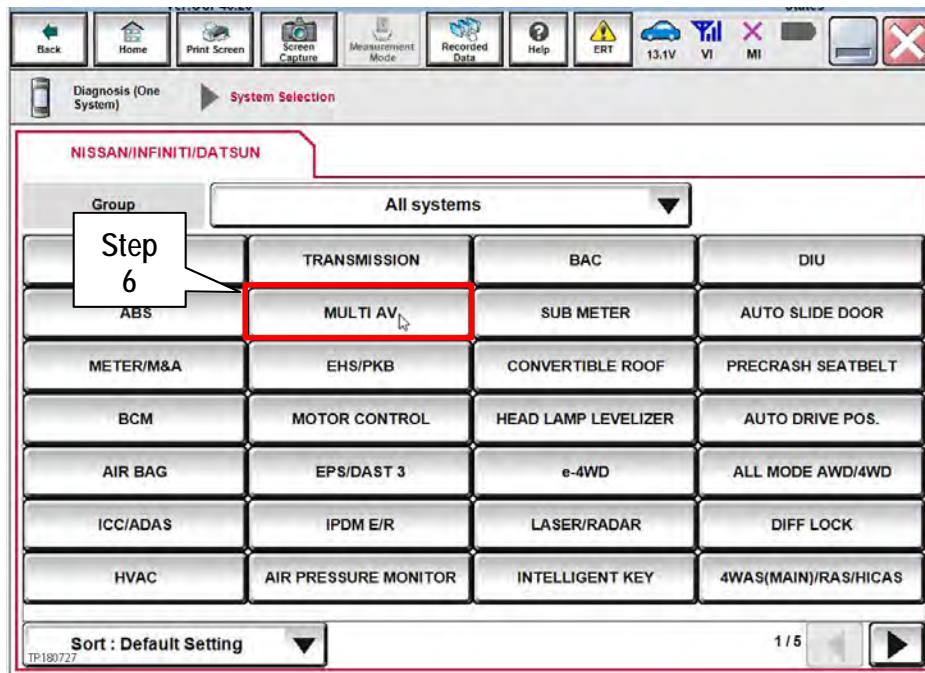 Back
Home
Print Screen
Screen
Capture
Measurement
Mode
Recorded
Data
Help
ERT
13.1V
VI
MI
Diagnosis (One
System)
System Selection
NISSAN/INFINITI/DATSUN
Group
All systems
Step
6
TRANSMISSION
BAC
DIU
ABS
MULTI AV
SUB METER
AUTO SLIDE DOOR
METER/M&A
EHS/PKB
CONVERTIBLE ROOF
PRECRASH SEATBELT
BCM
MOTOR CONTROL
HEAD LAMP LEVELIZER
AUTO DRIVE POS.
AIR BAG
EPS/DAST 3
e-4WD
ALL MODE AWD/4WD
ICC/ADAS
IPDM E/R
LASER/RADAR
DIFF LOCK
HVAC
AIR PRESSURE MONITOR
INTELLIGENT KEY
4WAS(MAIN)/RAS/HICAS
Sort : Default Setting
TP180727
1/5